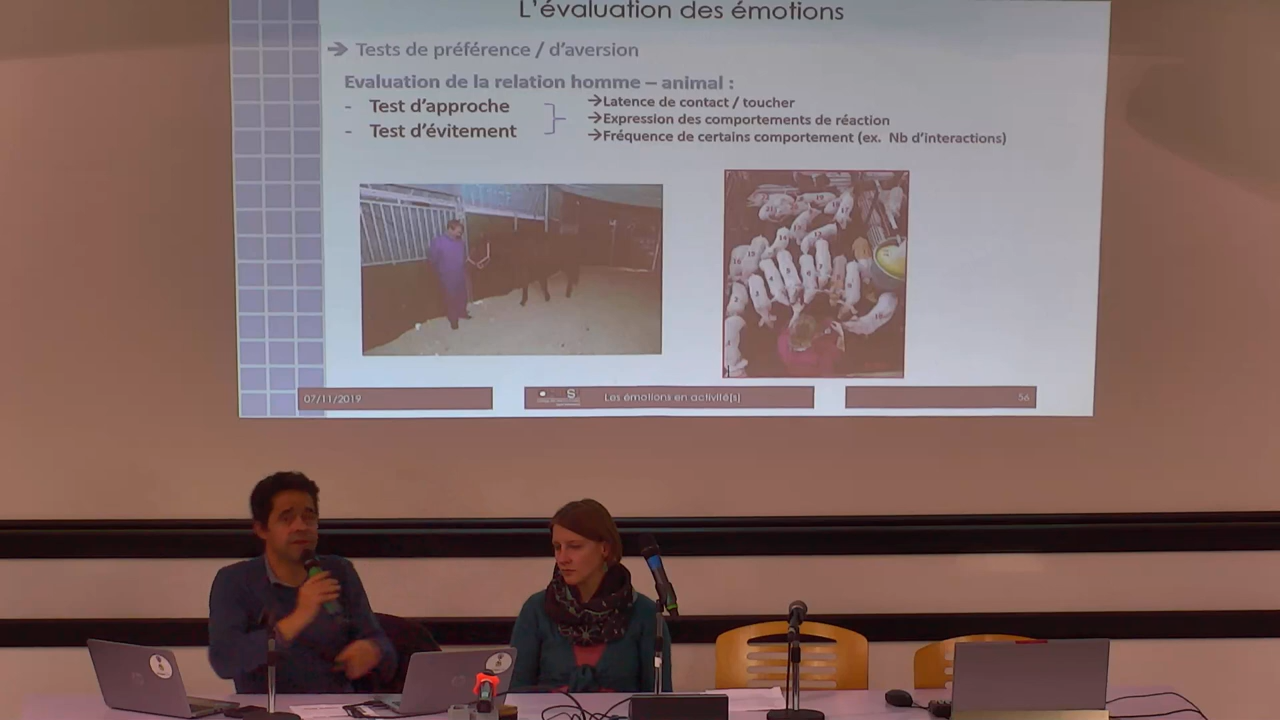 L'évaluation des émotions
➔ Tests de préférence / d'aversion
Evaluation de la relation homme – animal :
- Test d'approche
- Test d'évitement
→Latence de contact / toucher
→Expression des comportements de réaction
→Fréquence de certains comportement (ex. Nb d'interactions)
07/11/2019
Les émotions en activité[s]
56